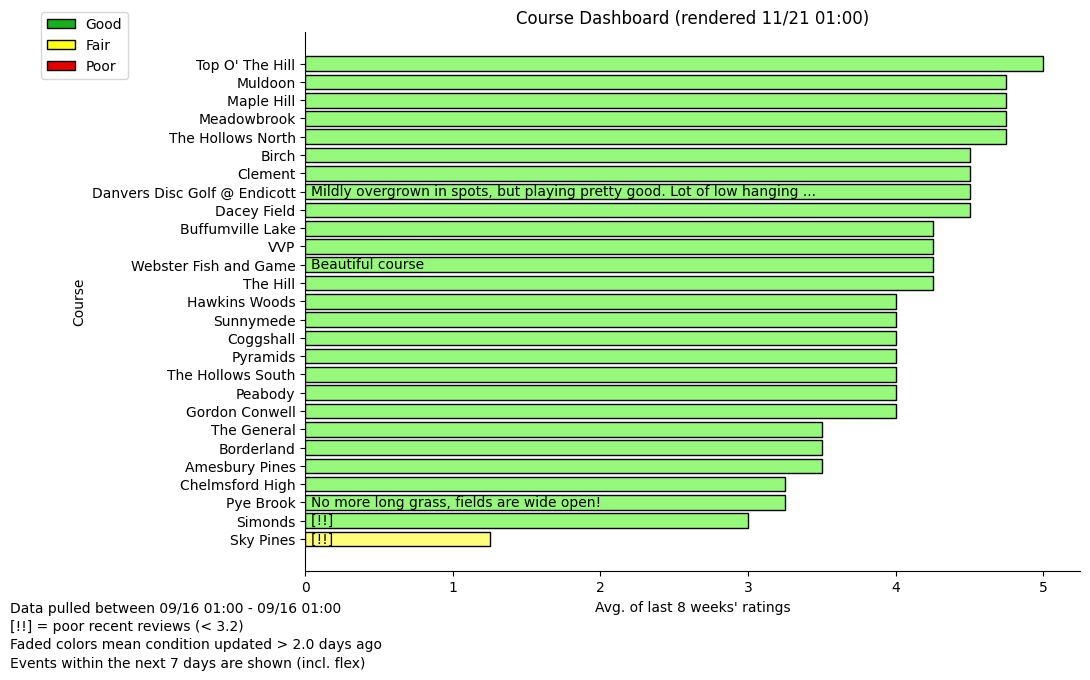 Course Dashboard (rendered 11/21 01:00)
Good
Fair
Poor
Course
Top O' The Hill
Muldoon
Maple Hill
Meadowbrook
The Hollows North
Birch
Clement
Danvers Disc Golf @ Endicott Mildly overgrown in spots, but playing pretty good. Lot of low hanging ...
Dacey Field
Buffumville Lake
VVP
Webster Fish and Game Beautiful course
The Hill
Hawkins Woods
Sunnymede
Coggshall
Pyramids
The Hollows South
Peabody
Gordon Conwell
The General
Borderland
Amesbury Pines
Chelmsford High
Pye Brook No more long grass, fields are wide open!
Simonds [!!]
Sky Pines [!!]
0 1 2 3 4 5
Avg. of last 8 weeks' ratings
Data pulled between 09/16 01:00 - 09/16 01:00
[!!] = poor recent reviews (< 3.2)
Faded colors mean condition updated > 2.0 days ago
Events within the next 7 days are shown (incl. flex)